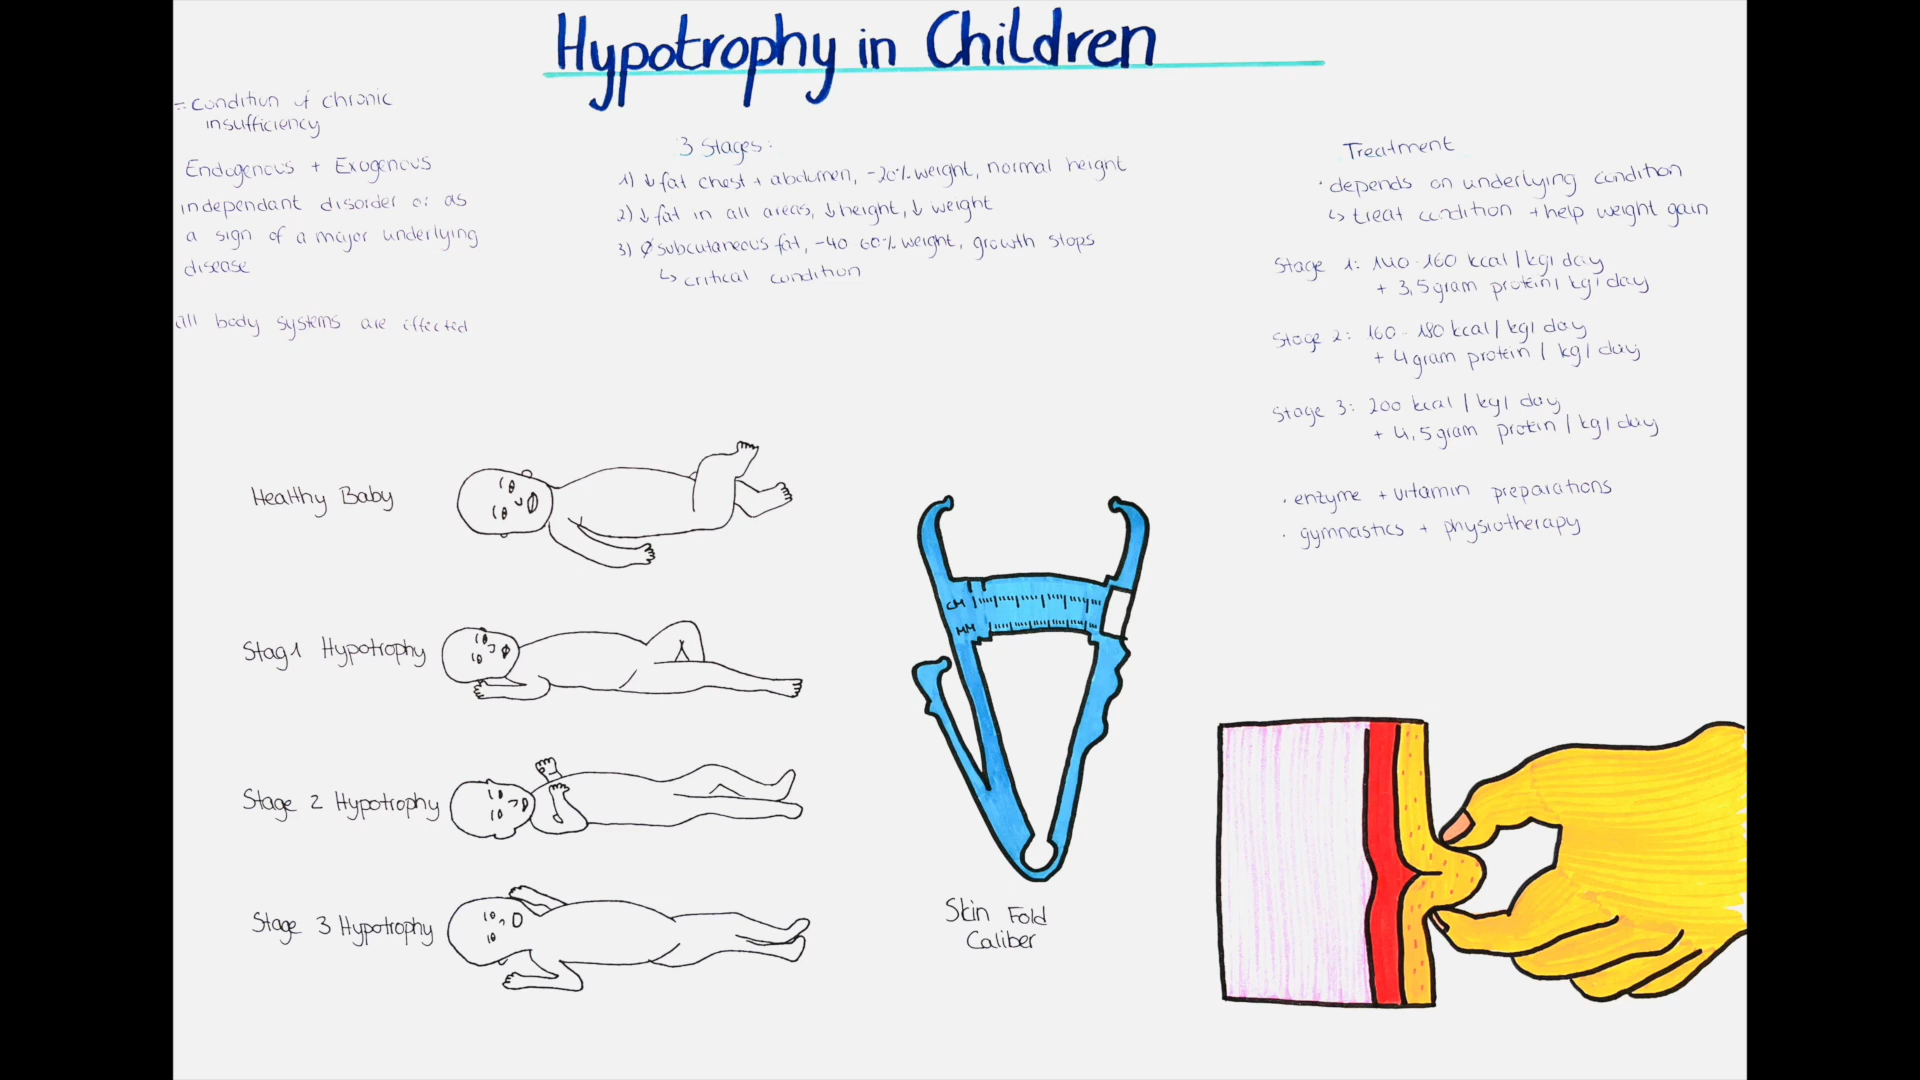 Hypotrophy in Children
= Condition of chronic
insufficiency
Endogenous + Exogenous
independant disorder or as
a sign of a major underlying
disease
all body systems are effected
3 Stages:
1) ↓ fat chest + abdomen, -20% weight, normal height
2) ↓ fat in all areas, ↓ height, ↓ weight
3) Ø subcutaneous fat, -40 60% weight, growth stops
↳ critical condition
Treatment
· depends on underlying condition
↳ treat condition + help weight gain
Stage 1: 140-160 kcal / kg / day
+ 3,5 gram protein / kg / day
Stage 2: 160-180 kcal / kg / day
+ 4 gram protein / kg / day
Stage 3: 200 kcal / kg / day
+ 4,5 gram protein / kg / day
· enzyme + vitamin preparations
· gymnastics + physiotherapy
Healthy Baby
Stag1 Hypotrophy
Stage 2 Hypotrophy
Stage 3 Hypotrophy
CM
MM
Skin Fold
Caliber